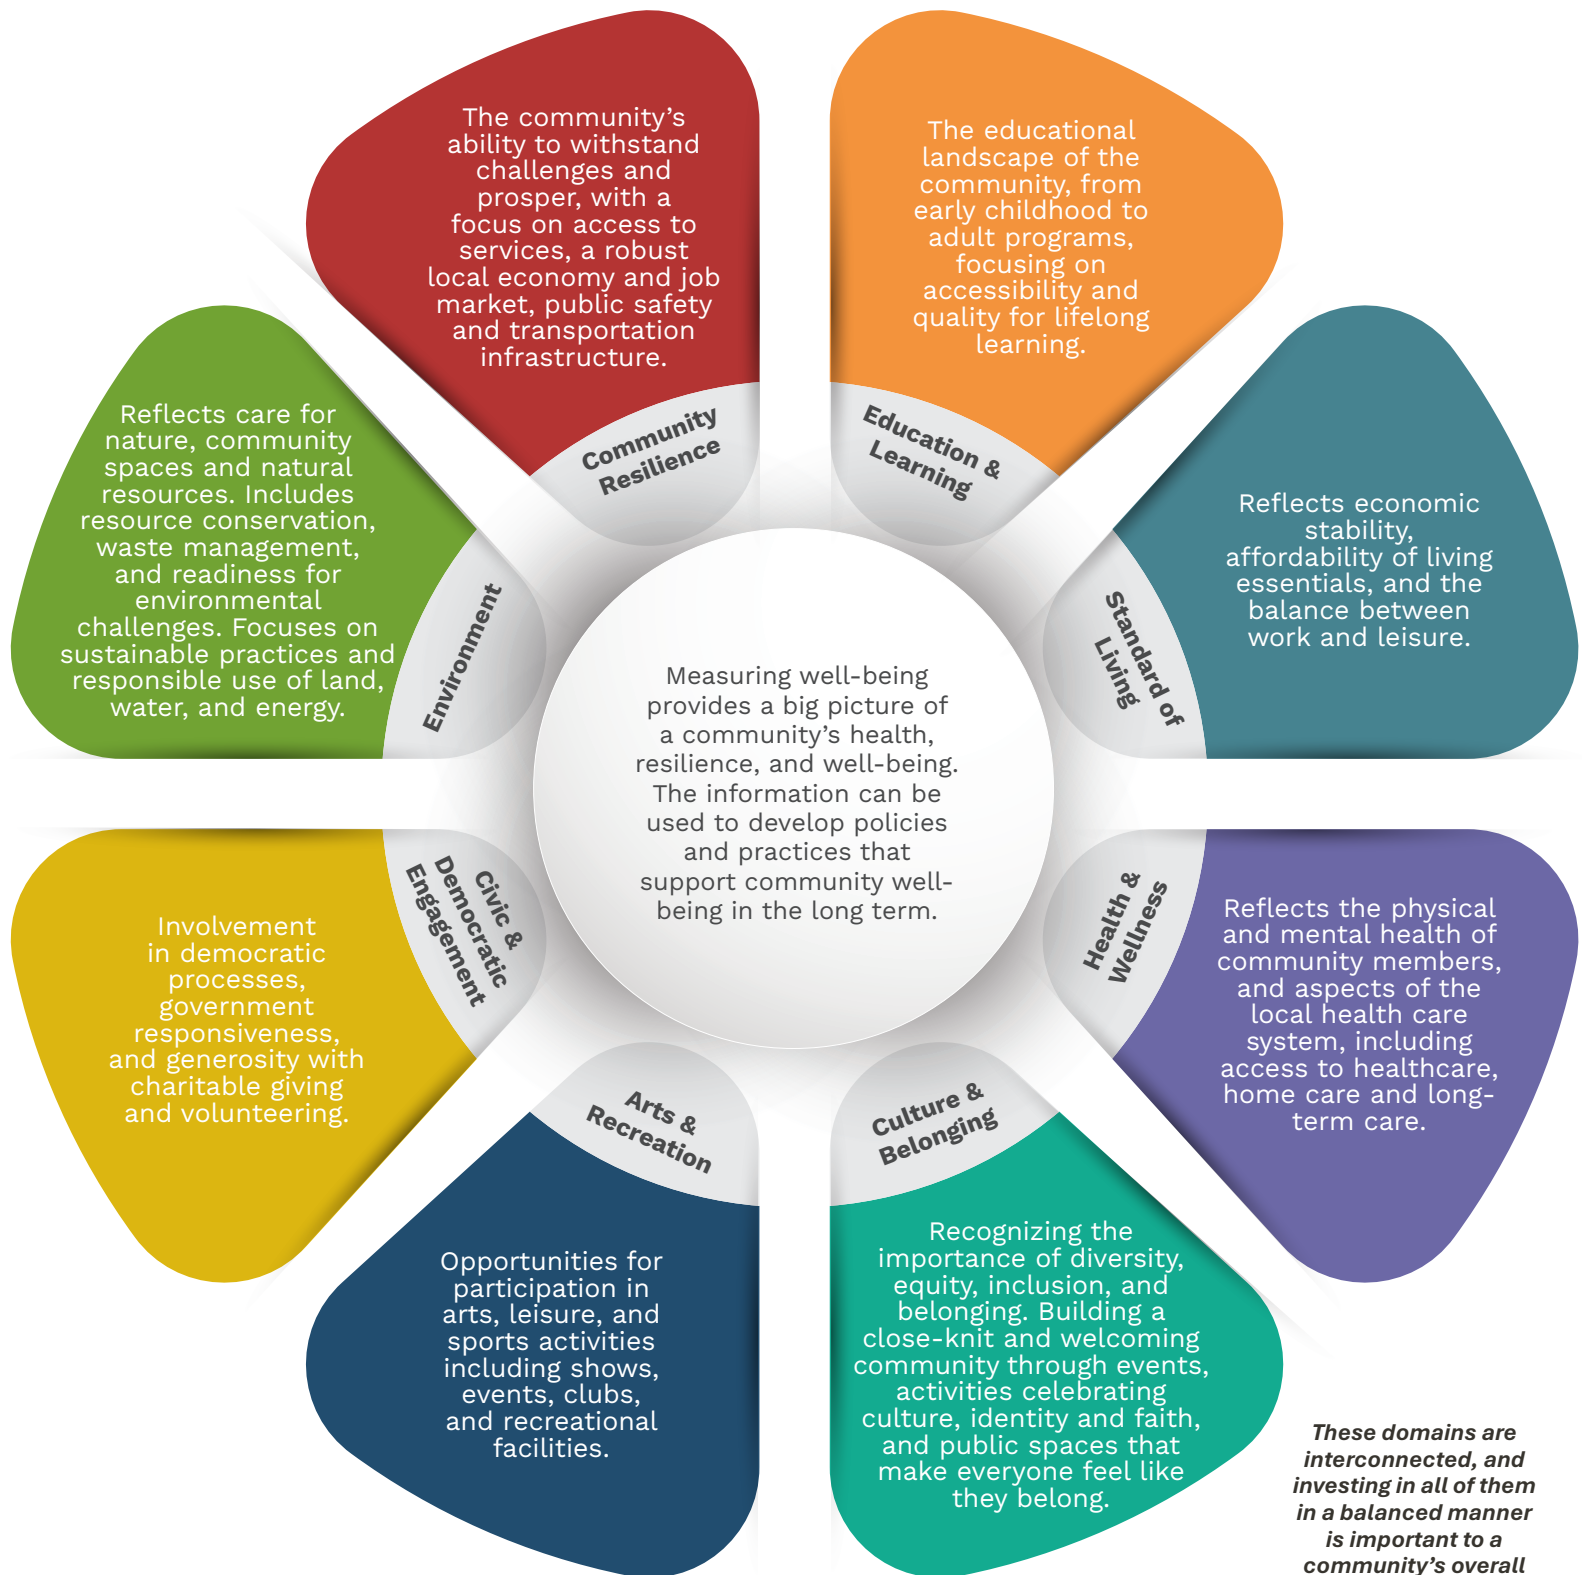 The community’s
ability to withstand
challenges and
prosper, with a
focus on access to
services, a robust
local economy and job
market, public safety
and transportation
infrastructure.
Community
Resilience
The educational
landscape of the
community, from
early childhood to
adult programs,
focusing on
accessibility and
quality for lifelong
learning.
Education &
Learning
Reflects economic
stability,
affordability of living
essentials, and the
balance between
work and leisure.
Standard of
Living
Reflects the physical
and mental health of
community members,
and aspects of the
local health care
system, including
access to healthcare,
home care and long-
term care.
Health &
Wellness
Recognizing the
importance of diversity,
equity, inclusion, and
belonging. Building a
close-knit and welcoming
community through events,
activities celebrating
culture, identity and faith,
and public spaces that
make everyone feel like
they belong.
Culture &
Belonging
Opportunities for
participation in
arts, leisure, and
sports activities
including shows,
events, clubs,
and recreational
facilities.
Arts &
Recreation
Involvement
in democratic
processes,
government
responsiveness,
and generosity with
charitable giving
and volunteering.
Civic &
Democratic
Engagement
Reflects care for
nature, community
spaces and natural
resources. Includes
resource conservation,
waste management,
and readiness for
environmental
challenges. Focuses on
sustainable practices and
responsible use of land,
water, and energy.
Environment
Measuring well-being
provides a big picture of
a community’s health,
resilience, and well-being.
The information can be
used to develop policies
and practices that
support community well-
being in the long term.
These domains are
interconnected, and
investing in all of them
in a balanced manner
is important to a
community’s overall